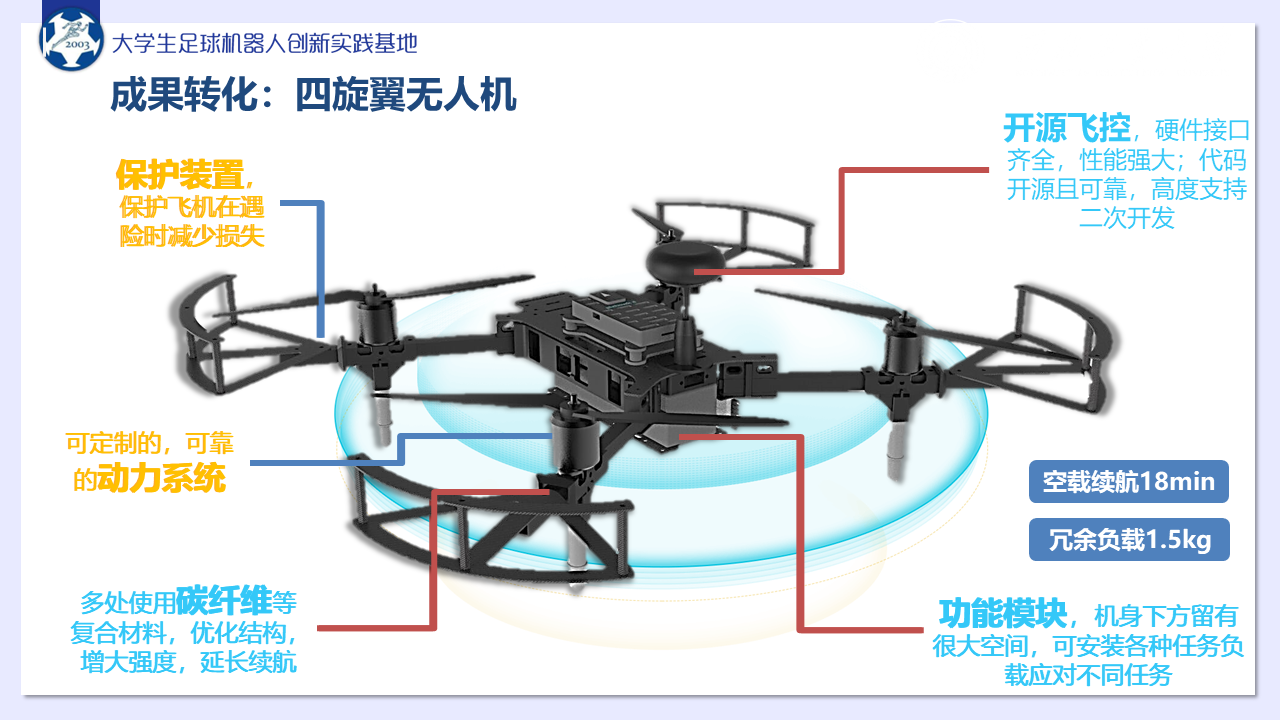 2003
大学生足球机器人创新实践基地
成果转化：四旋翼无人机
保护装置，
保护飞机在遇
险时减少损失
开源飞控，硬件接口
齐全，性能强大；代码
开源且可靠，高度支持
二次开发
可定制的，可靠
的动力系统
空载续航18min
冗余负载1.5kg
多处使用碳纤维等
复合材料，优化结构，
增大强度，延长续航
功能模块，机身下方留有
很大空间，可安装各种任务负
载应对不同任务